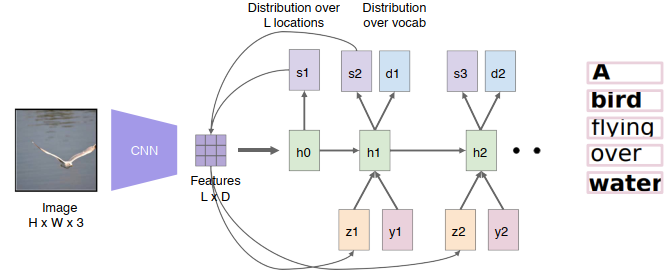 Distribution over
L locations
Distribution
over vocab
s1
s2
d1
s3
d2
CNN
h0
h1
h2
Features
L x D
Image
H x W x 3
z1
y1
z2
y2
A
bird
flying
over
water